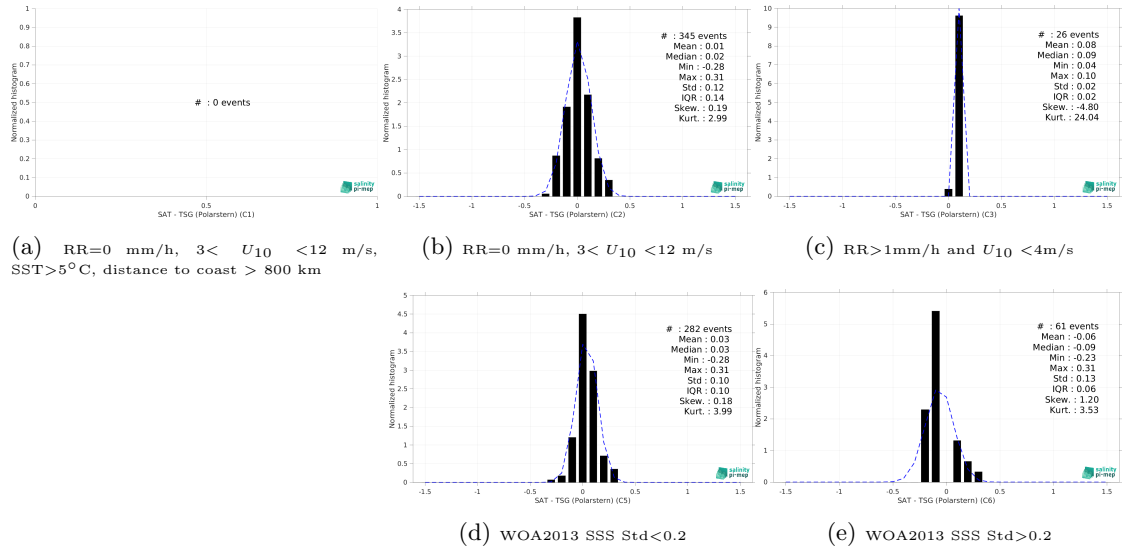 1
0.9
0.8
0.7
0.6
0.5
0.4
0.3
0.2
0.1
0
Normalized histogram
# : 0 events
salinity
pi-mep
0 0.5 1
SAT - TSG (Polarstern) (C1)
(a) RR=0 mm/h, 3< U10 <12 m/s,
SST>5°C, distance to coast > 800 km
4
3.5
3
2.5
2
1.5
1
0.5
0
Normalized histogram
# : 345 events
Mean : 0.01
Median : 0.02
Min : -0.28
Max : 0.31
Std : 0.12
IQR : 0.14
Skew. : 0.19
Kurt. : 2.99
salinity
pi-mep
-1.5 -1 -0.5 0 0.5 1 1.5
SAT - TSG (Polarstern) (C2)
(b) RR=0 mm/h, 3< U10 <12 m/s
10
9
8
7
6
5
4
3
2
1
0
Normalized histogram
# : 26 events
Mean : 0.08
Median : 0.09
Min : 0.04
Max : 0.10
Std : 0.02
IQR : 0.02
Skew. : -4.80
Kurt. : 24.04
salinity
pi-mep
-1.5 -1 -0.5 0 0.5 1 1.5
SAT - TSG (Polarstern) (C3)
(c) RR>1mm/h and U10 <4m/s
5
4.5
4
3.5
3
2.5
2
1.5
1
0.5
0
Normalized histogram
# : 282 events
Mean : 0.03
Median : 0.03
Min : -0.28
Max : 0.31
Std : 0.10
IQR : 0.10
Skew. : 0.18
Kurt. : 3.99
salinity
pi-mep
-1.5 -1 -0.5 0 0.5 1 1.5
SAT - TSG (Polarstern) (C5)
(d) WOA2013 SSS Std<0.2
6
5
4
3
2
1
0
Normalized histogram
# : 61 events
Mean : -0.06
Median : -0.09
Min : -0.23
Max : 0.31
Std : 0.13
IQR : 0.06
Skew. : 1.20
Kurt. : 3.53
salinity
pi-mep
-1.5 -1 -0.5 0 0.5 1 1.5
SAT - TSG (Polarstern) (C6)
(e) WOA2013 SSS Std>0.2